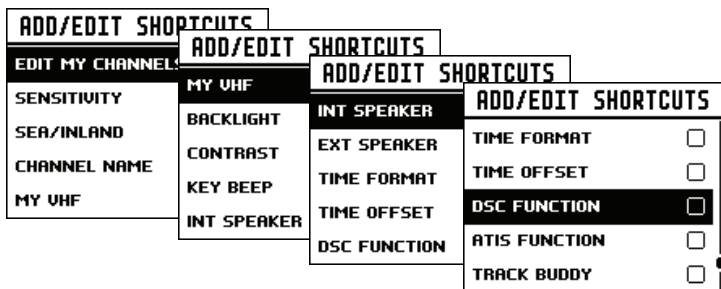 ADD/EDIT SHORTCUTS
EDIT MY CHANNELS
SENSITIVITY
SEA/INLAND
CHANNEL NAME
MY VHF
ADD/EDIT SHORTCUTS
MY VHF
BACKLIGHT
CONTRAST
KEY BEEP
INT SPEAKER
ADD/EDIT SHORTCUTS
INT SPEAKER
EXT SPEAKER
TIME FORMAT
TIME OFFSET
DSC FUNCTION
ADD/EDIT SHORTCUTS
TIME FORMAT
TIME OFFSET
DSC FUNCTION
ATIS FUNCTION
TRACK BUDDY